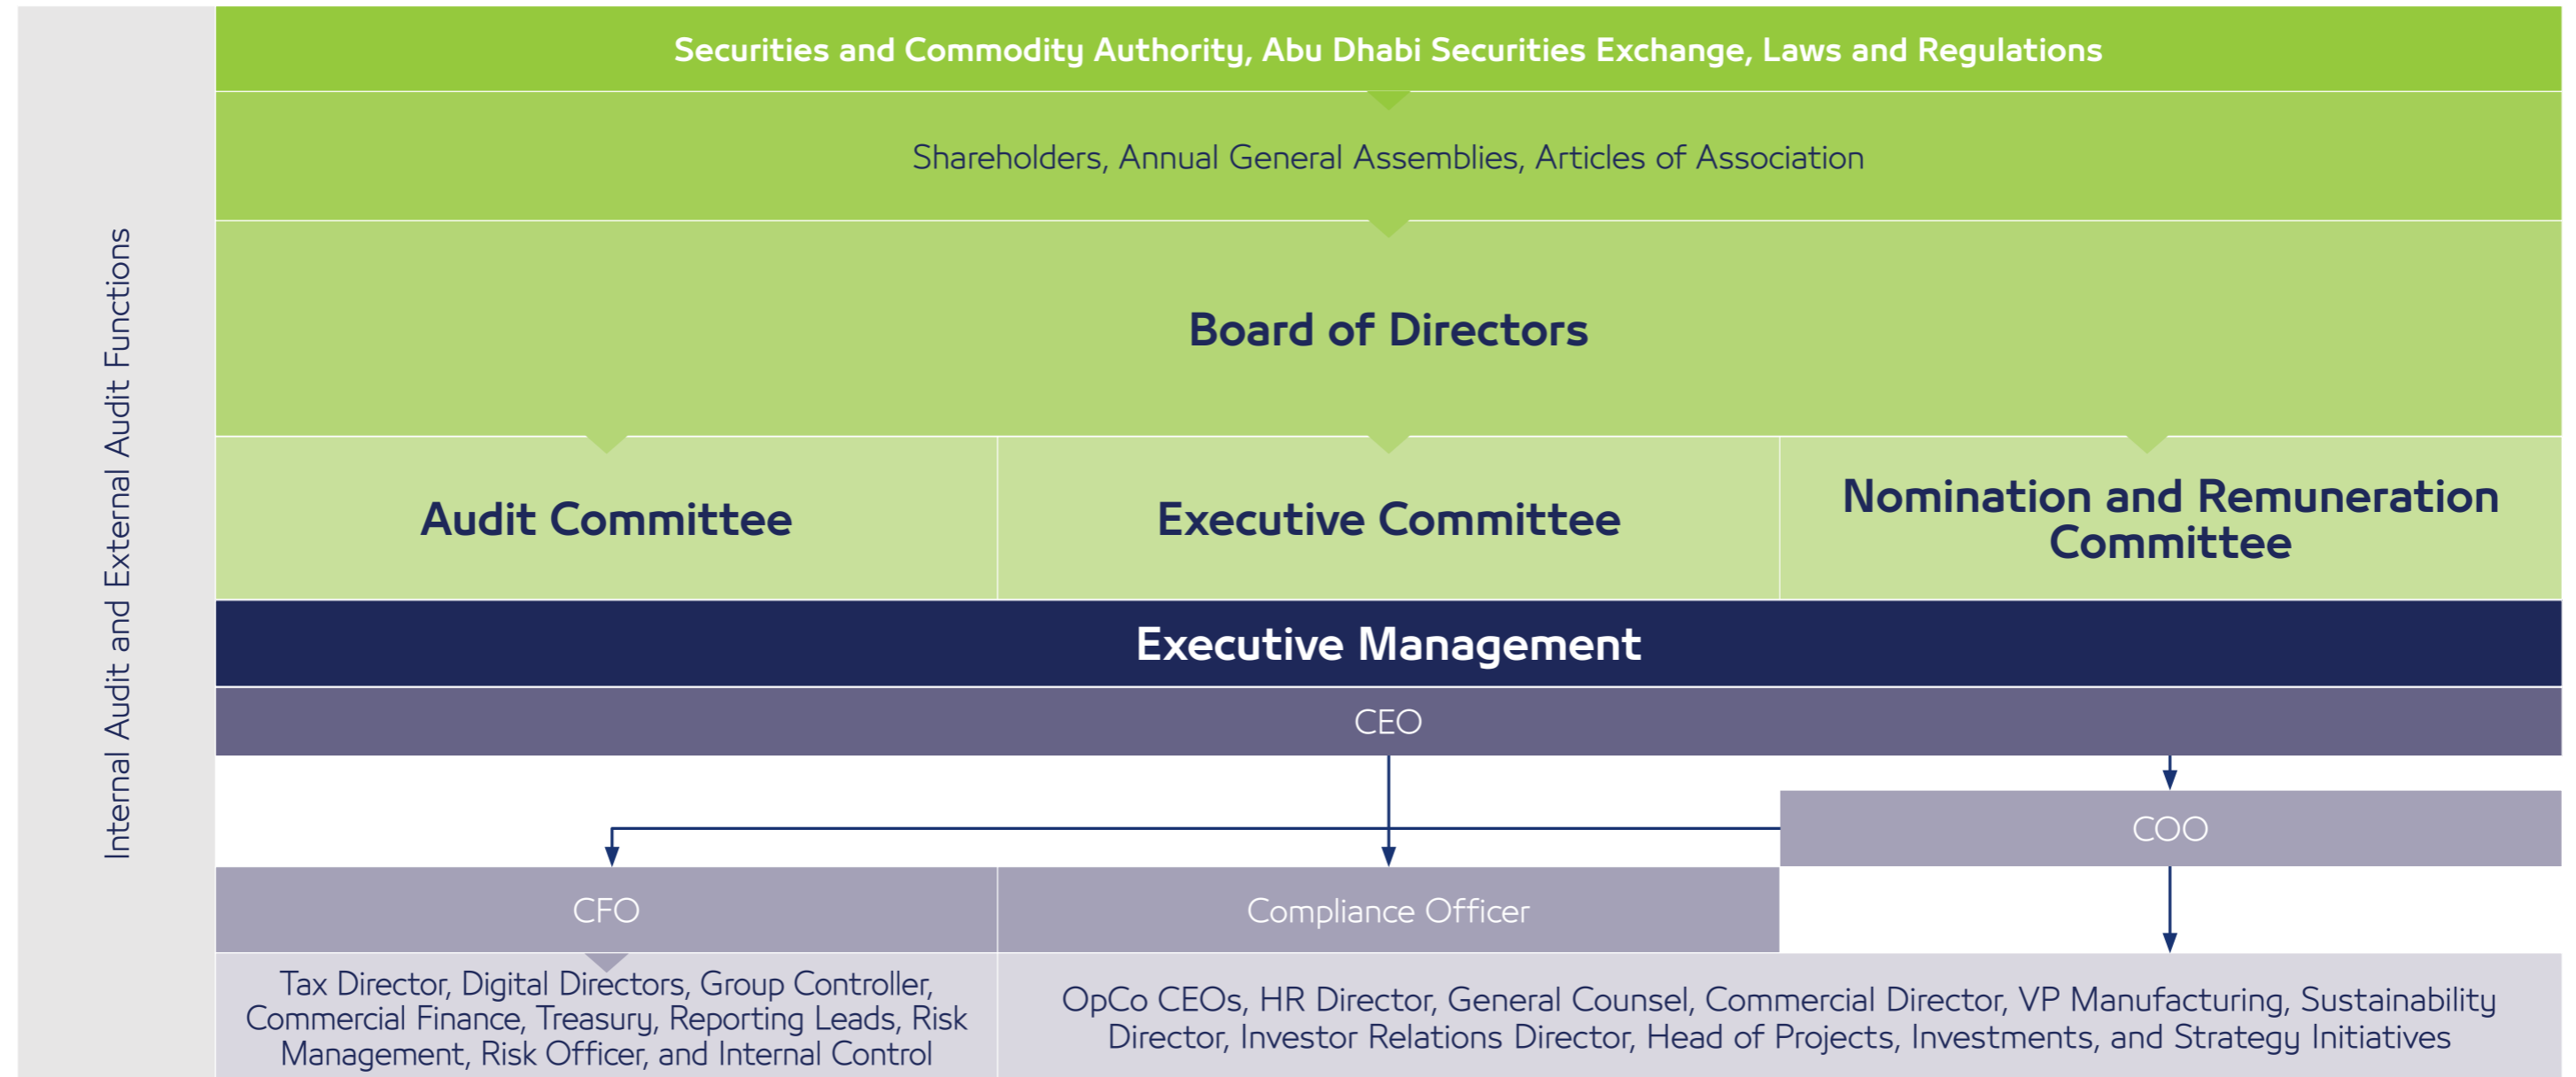 Internal Audit and External Audit Functions
Securities and Commodity Authority, Abu Dhabi Securities Exchange, Laws and Regulations
Shareholders, Annual General Assemblies, Articles of Association
Board of Directors
Audit Committee
Executive Committee
Nomination and Remuneration
Committee
Executive Management
CEO
COO
CFO
Compliance Officer
Tax Director, Digital Directors, Group Controller,
Commercial Finance, Treasury, Reporting Leads, Risk
Management, Risk Officer, and Internal Control
OpCo CEOs, HR Director, General Counsel, Commercial Director, VP Manufacturing, Sustainability
Director, Investor Relations Director, Head of Projects, Investments, and Strategy Initiatives